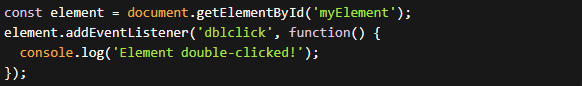 const element = document.getElementById('myElement');
element.addEventListener('dblclick', function() {
  console.log('Element double-clicked!');
});